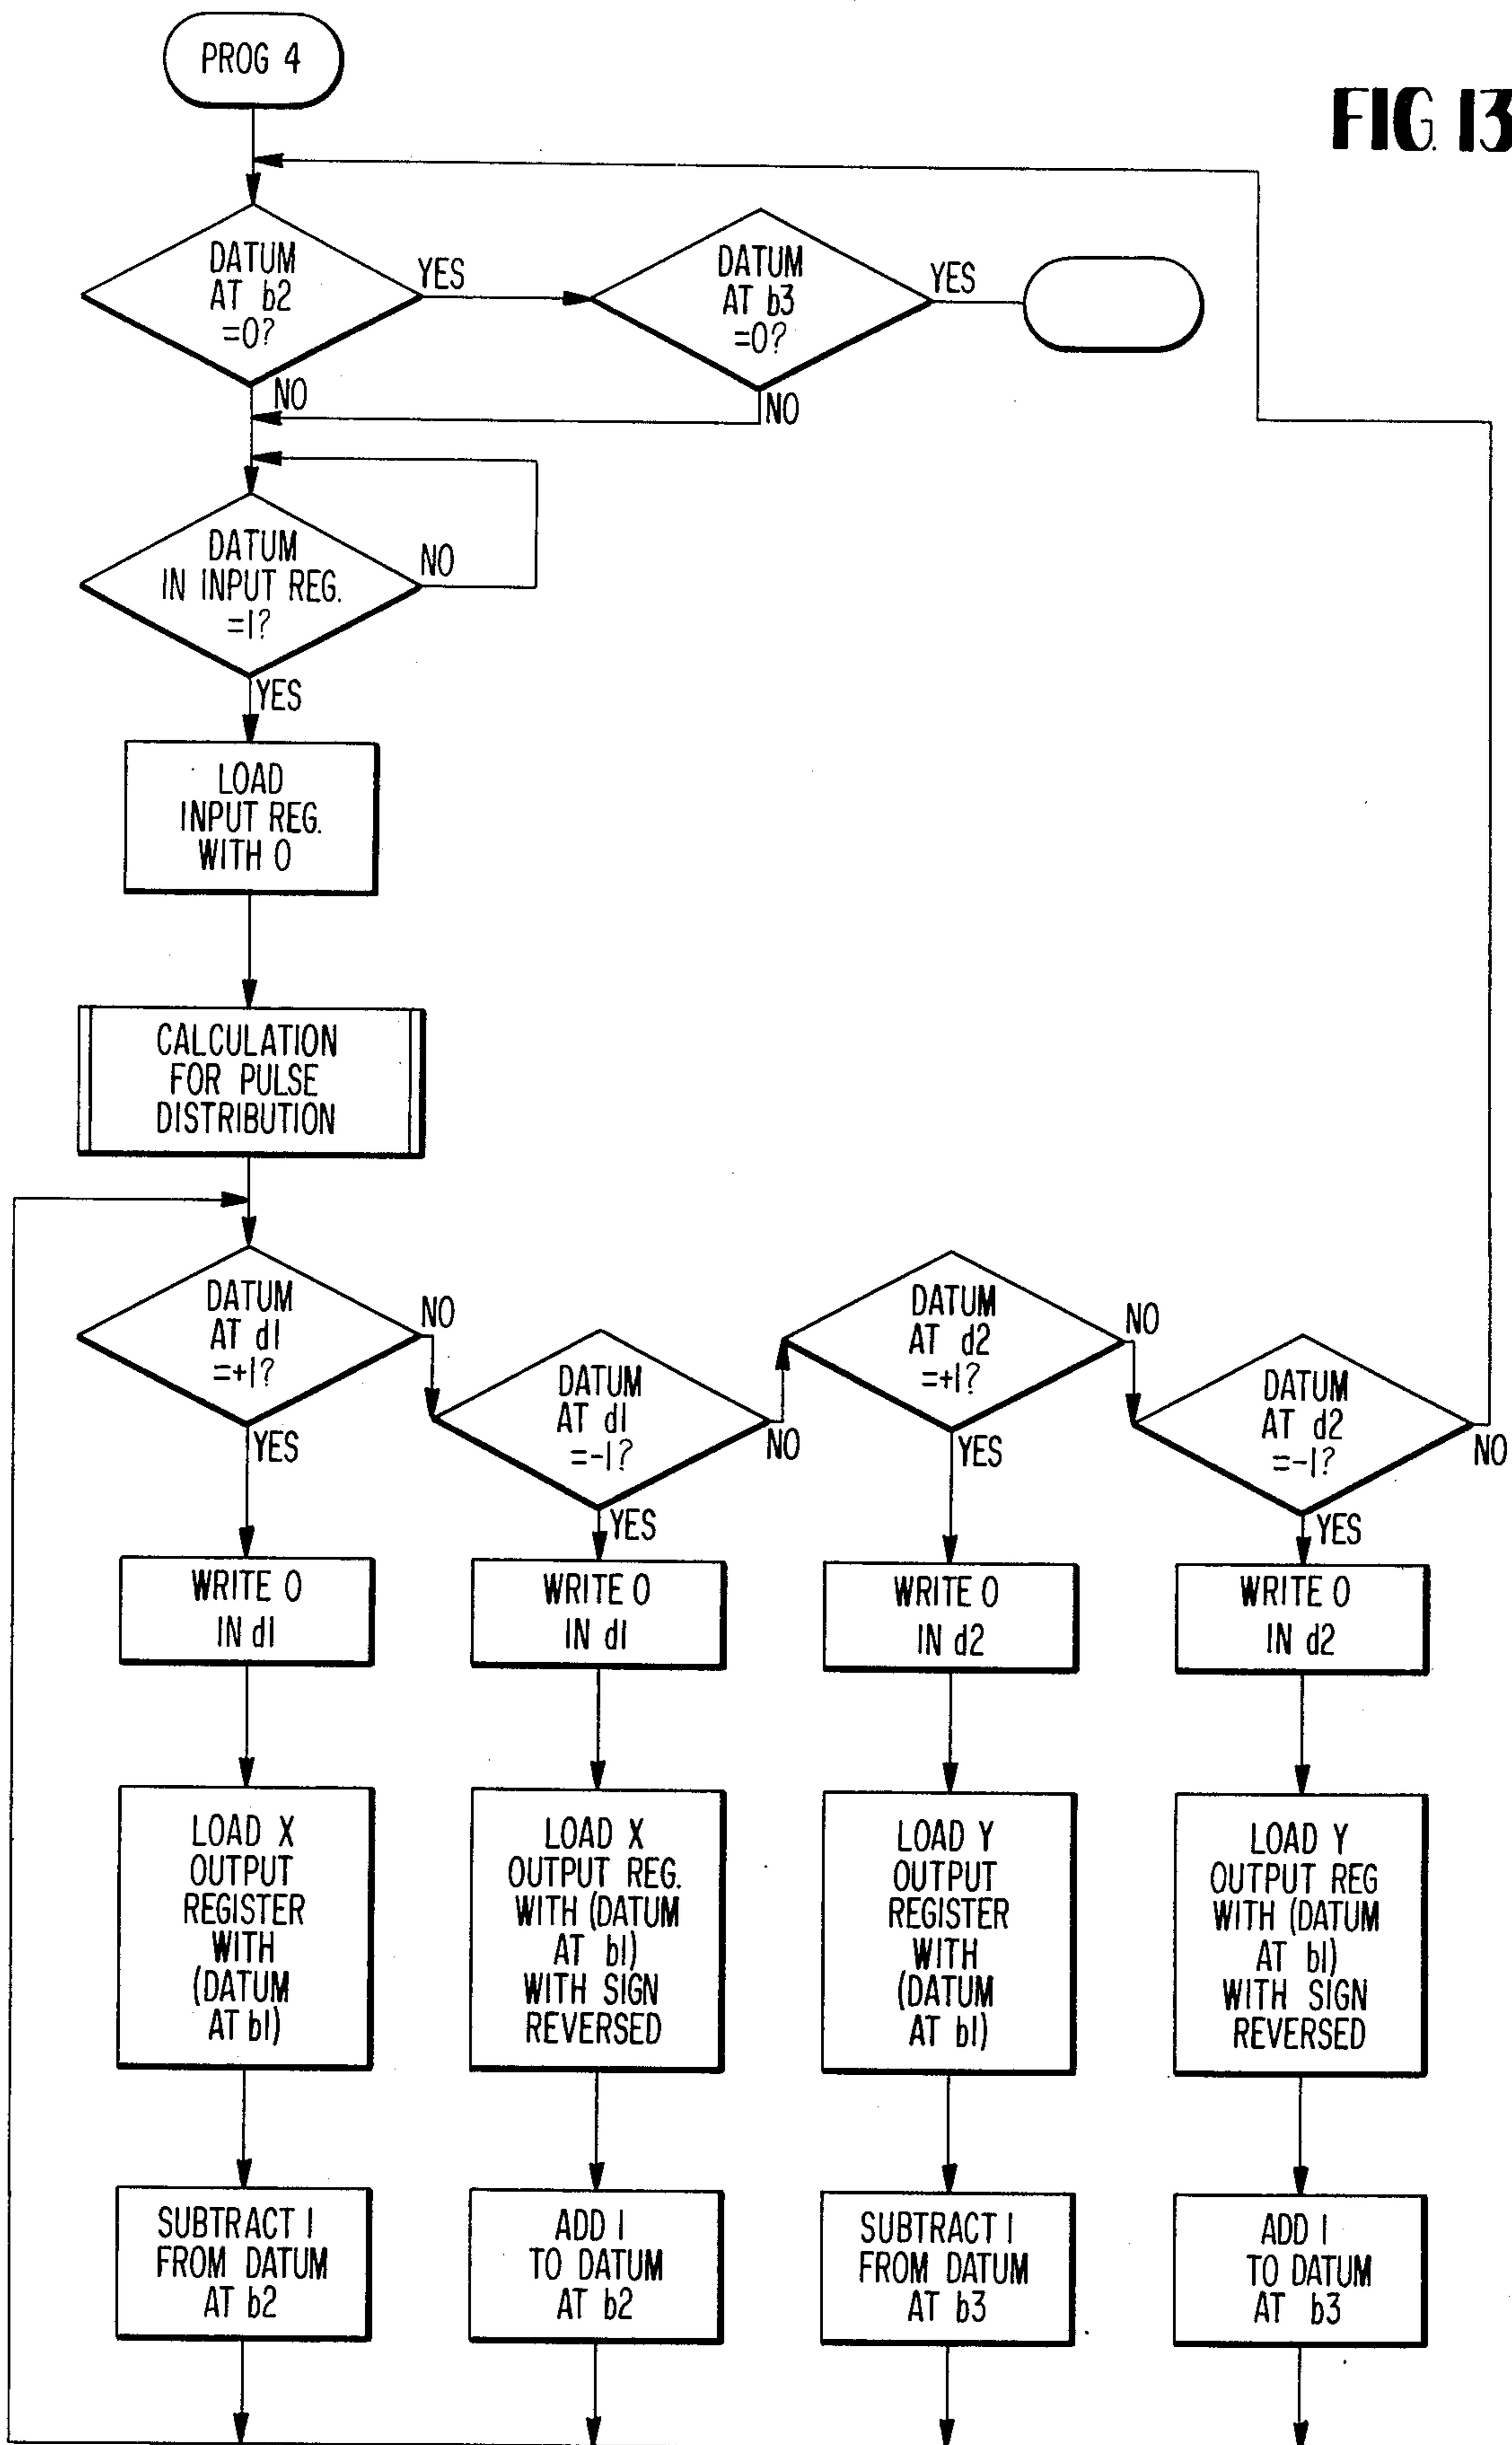 PROG 4
FIG. 13
DATUM
AT b2
=0?
YES
DATUM
AT b3
=0?
YES
NO
NO
DATUM
IN INPUT REG.
=1?
NO
YES
LOAD
INPUT REG.
WITH 0
CALCULATION
FOR PULSE
DISTRIBUTION
DATUM
AT d1
=+1?
NO
YES
DATUM
AT d1
=-1?
NO
YES
DATUM
AT d2
=+1?
NO
YES
DATUM
AT d2
=-1?
NO
YES
WRITE 0
IN d1
WRITE 0
IN d1
WRITE 0
IN d2
WRITE 0
IN d2
LOAD X
OUTPUT
REGISTER
WITH
(DATUM
AT b1)
LOAD X
OUTPUT REG.
WITH (DATUM
AT b1)
WITH SIGN
REVERSED
LOAD Y
OUTPUT
REGISTER
WITH
(DATUM
AT b1)
LOAD Y
OUTPUT REG
WITH (DATUM
AT b1)
WITH SIGN
REVERSED
SUBTRACT 1
FROM DATUM
AT b2
ADD 1
TO DATUM
AT b2
SUBTRACT 1
FROM DATUM
AT b3
ADD 1
TO DATUM
AT b3